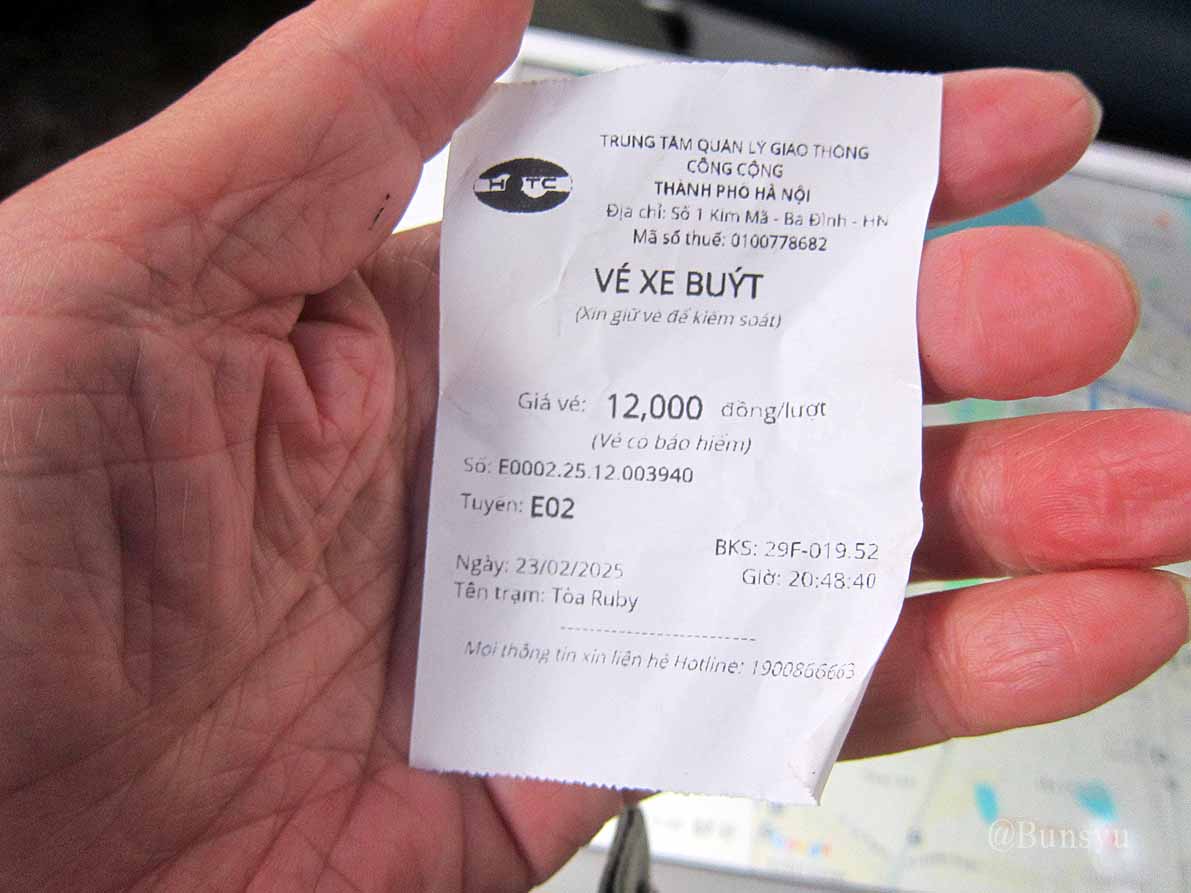 H TC
TRUNG TÂM QUẢN LÝ GIAO THÔNG
CÔNG CỘNG
THÀNH PHỐ HÀ NỘI
Địa chỉ: Số 1 Kim Mã - Ba Đình - HN
Mã số thuế: 0100778682
VÉ XE BUÝT
(Xin giữ vé để kiểm soát)
Giá vé: 12,000 đồng/lượt
(Vé có bảo hiểm)
Số: E0002.25.12.003940
Tuyến: E02
BKS: 29F-019.52
Ngày: 23/02/2025
Giờ: 20:48:40
Tên trạm: Tòa Ruby
Mọi thông tin xin liên hệ Hotline: 1900866663
@Bunsyu